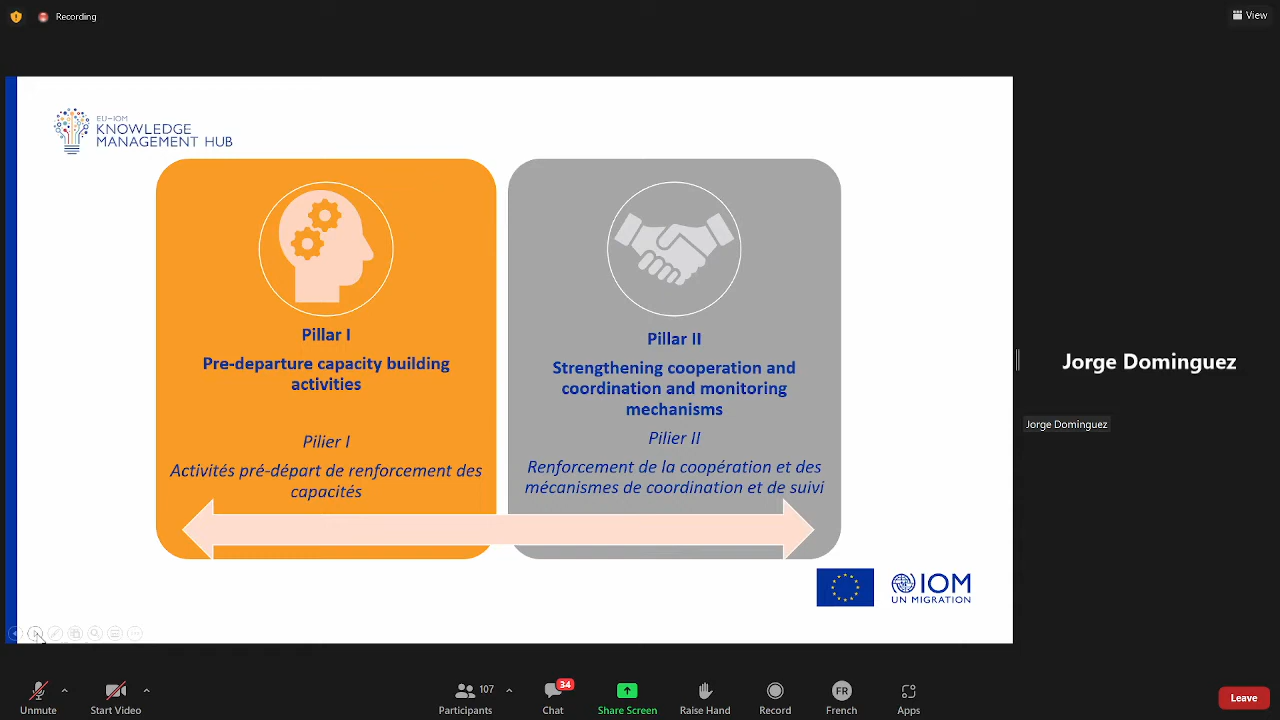 Recording
View
EU-IOM
KNOWLEDGE
MANAGEMENT HUB
Pillar I
Pre-departure capacity building
activities
Pilier I
Activités pré-départ de renforcement des
capacités
Pillar II
Strengthening cooperation and
coordination and monitoring
mechanisms
Pilier II
Renforcement de la coopération et des
mécanismes de coordination et de suivi
IOM
UN MIGRATION
Jorge Dominguez
Jorge Dominguez
Unmute
Start Video
107
Participants
34
Chat
Share Screen
Raise Hand
Record
FR
French
Apps
Leave